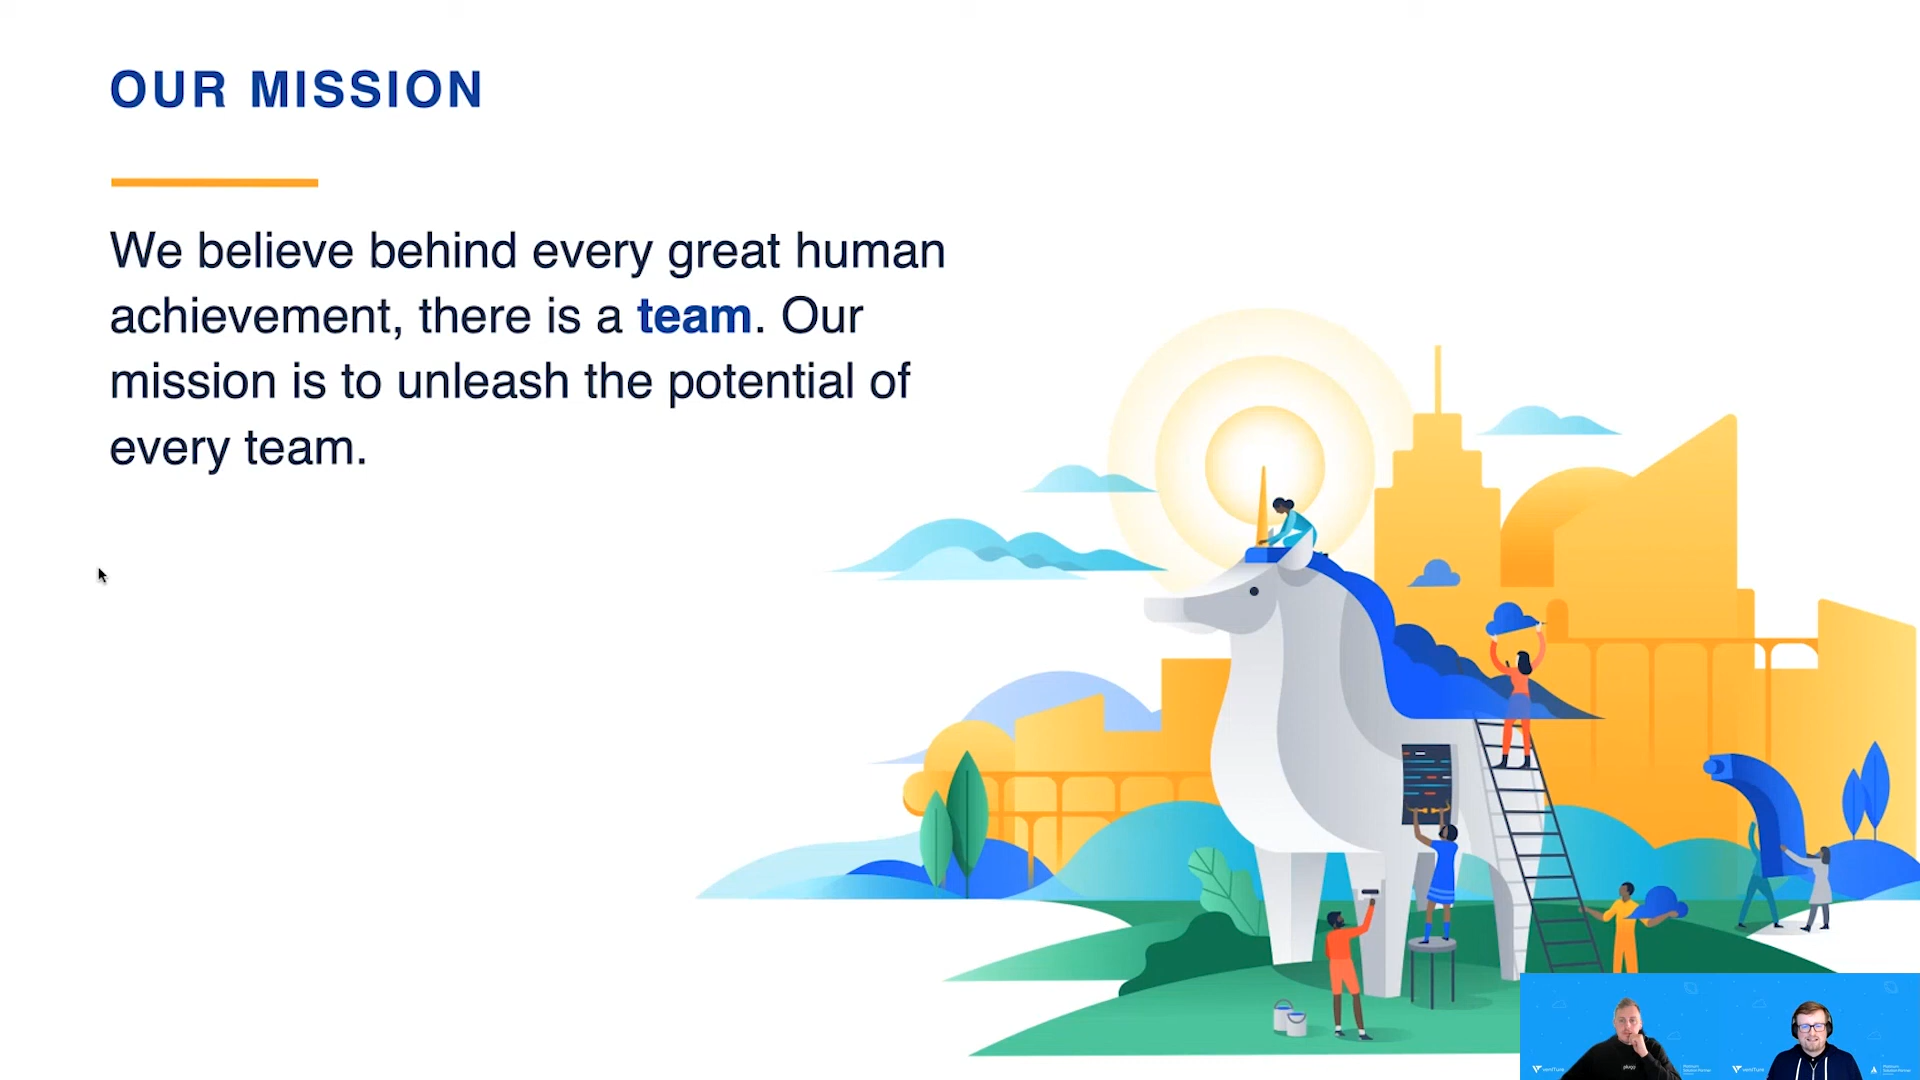 OUR MISSION
We believe behind every great human
achievement, there is a team. Our
mission is to unleash the potential of
every team.